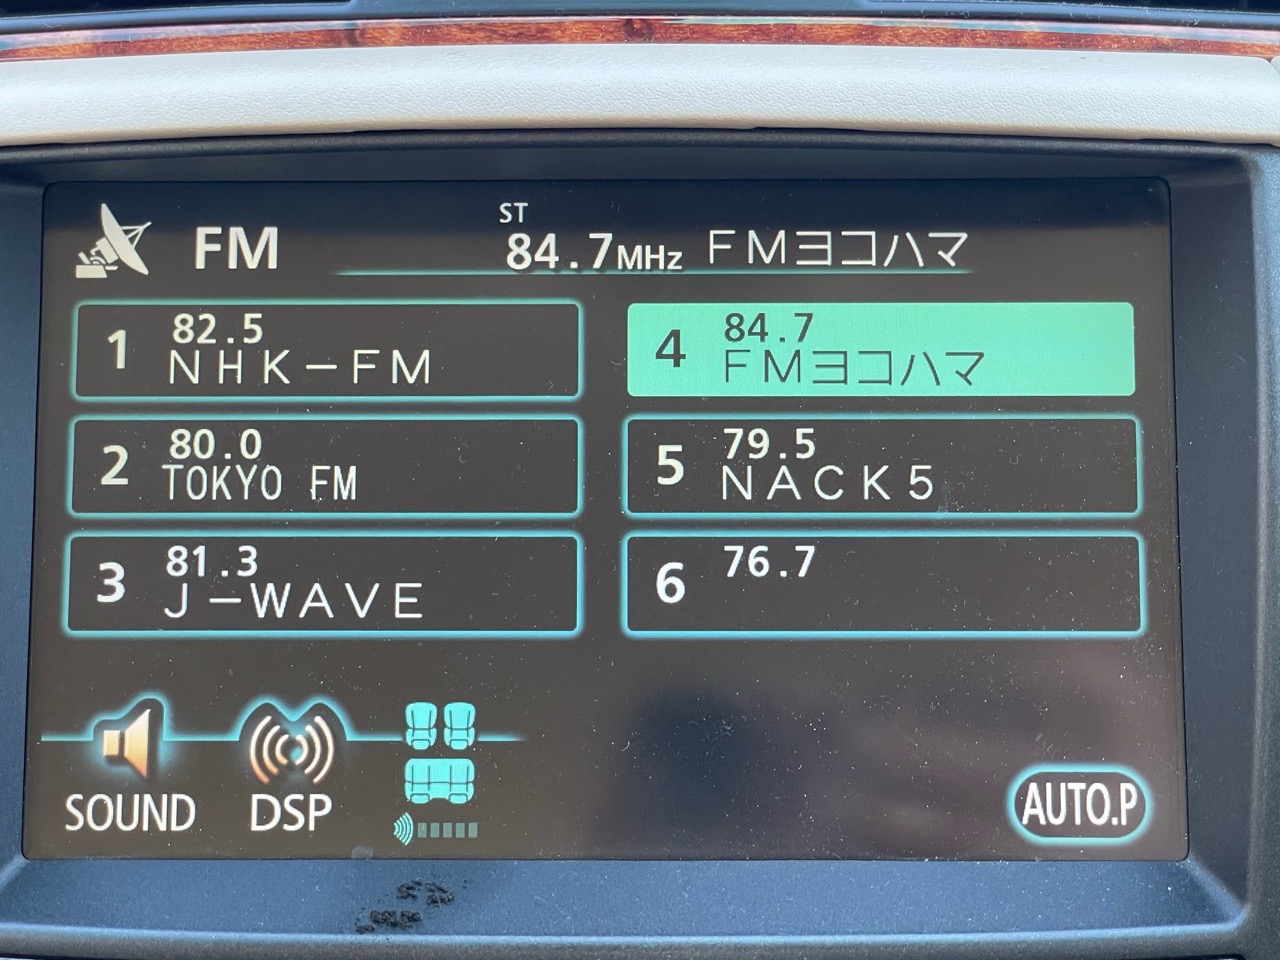 FM
ST
84.7MHz FMヨコハマ
1 82.5
NHK-FM
2 80.0
TOKYO FM
3 81.3
J-WAVE
4 84.7
FMヨコハマ
5 79.5
NACK5
6 76.7
SOUND
DSP
AUTO.P